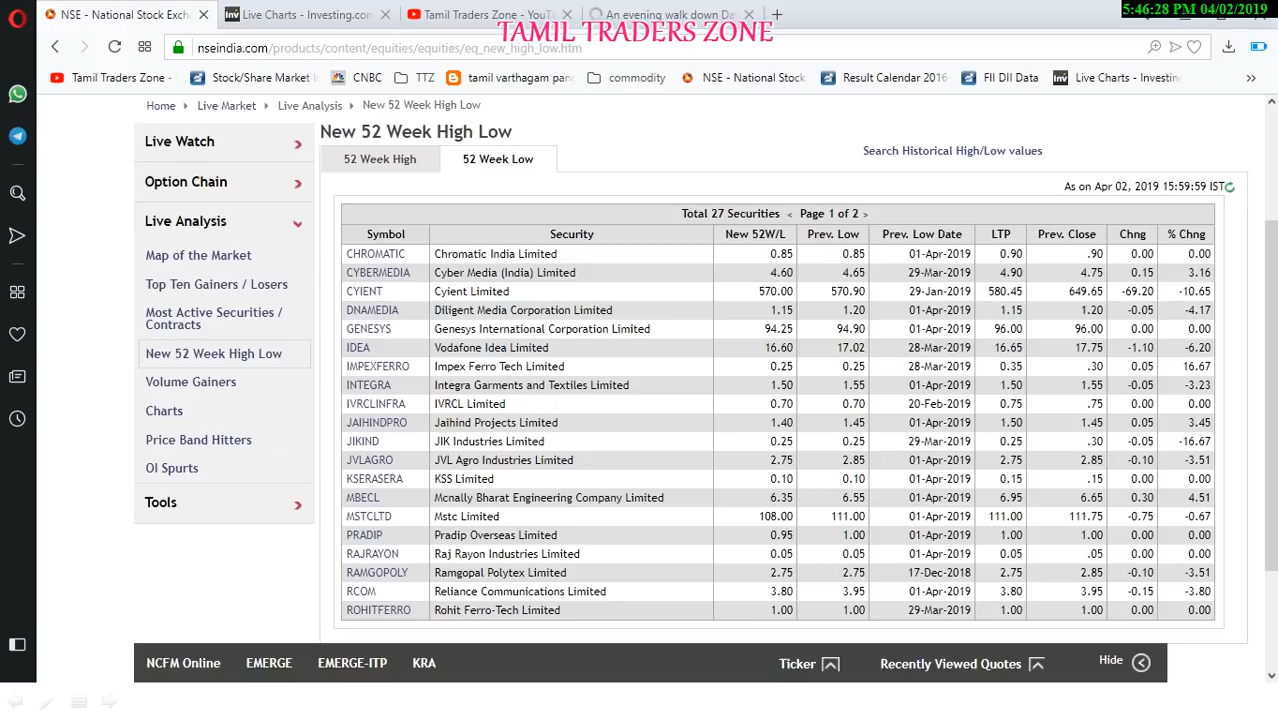 NSE - National Stock Exch
Live Charts - Investing.com
Tamil Traders Zone - YouT
An evening walk down Da
5:46:28 PM 04/02/2019
TAMIL TRADERS ZONE
nseindia.com/products/content/equities/equities/eq_new_high_low.htm
Tamil Traders Zone - Stock/Share Market I CNBC TTZ tamil varthagam pan commodity NSE - National Stock Result Calendar 2016 FII DII Data Live Charts - Investin
Home Live Market Live Analysis New 52 Week High Low
Live Watch
Option Chain
Live Analysis
Map of the Market
Top Ten Gainers / Losers
Most Active Securities /
Contracts
New 52 Week High Low
Volume Gainers
Charts
Price Band Hitters
OI Spurts
Tools
New 52 Week High Low
52 Week High 52 Week Low
Search Historical High/Low values
As on Apr 02, 2019 15:59:59 IST
Total 27 Securities < Page 1 of 2 >
Symbol Security New 52W/L Prev. Low Prev. Low Date LTP Prev. Close Chng % Chng
CHROMATIC Chromatic India Limited 0.85 0.85 01-Apr-2019 0.90 .90 0.00 0.00
CYBERMEDIA Cyber Media (India) Limited 4.60 4.65 29-Mar-2019 4.90 4.75 0.15 3.16
CYIENT Cyient Limited 570.00 570.90 29-Jan-2019 580.45 649.65 -69.20 -10.65
DNAMEDIA Diligent Media Corporation Limited 1.15 1.20 01-Apr-2019 1.15 1.20 -0.05 -4.17
GENESYS Genesys International Corporation Limited 94.25 94.90 01-Apr-2019 96.00 96.00 0.00 0.00
IDEA Vodafone Idea Limited 16.60 17.02 28-Mar-2019 16.65 17.75 -1.10 -6.20
IMPEXFERRO Impex Ferro Tech Limited 0.25 0.25 28-Mar-2019 0.35 .30 0.05 16.67
INTEGRA Integra Garments and Textiles Limited 1.50 1.55 01-Apr-2019 1.50 1.55 -0.05 -3.23
IVRCLINFRA IVRCL Limited 0.70 0.70 20-Feb-2019 0.75 .75 0.00 0.00
JAIHINDPRO Jaihind Projects Limited 1.40 1.45 01-Apr-2019 1.50 1.45 0.05 3.45
JIKIND JIK Industries Limited 0.25 0.25 29-Mar-2019 0.25 .30 -0.05 -16.67
JVLAGRO JVL Agro Industries Limited 2.75 2.85 01-Apr-2019 2.75 2.85 -0.10 -3.51
KSERASERA KSS Limited 0.10 0.10 01-Apr-2019 0.15 .15 0.00 0.00
MBECL Mcnally Bharat Engineering Company Limited 6.35 6.55 01-Apr-2019 6.95 6.65 0.30 4.51
MSTCLTD Mstc Limited 108.00 111.00 01-Apr-2019 111.00 111.75 -0.75 -0.67
PRADIP Pradip Overseas Limited 0.95 1.00 01-Apr-2019 1.00 1.00 0.00 0.00
RAJRAYON Raj Rayon Industries Limited 0.05 0.05 01-Apr-2019 0.05 .05 0.00 0.00
RAMGOPOLY Ramgopal Polytex Limited 2.75 2.75 17-Dec-2018 2.75 2.85 -0.10 -3.51
RCOM Reliance Communications Limited 3.80 3.95 01-Apr-2019 3.80 3.95 -0.15 -3.80
ROHITFERRO Rohit Ferro-Tech Limited 1.00 1.00 29-Mar-2019 1.00 1.00 0.00 0.00
NCFM Online EMERGE EMERGE-ITP KRA Ticker Recently Viewed Quotes Hide